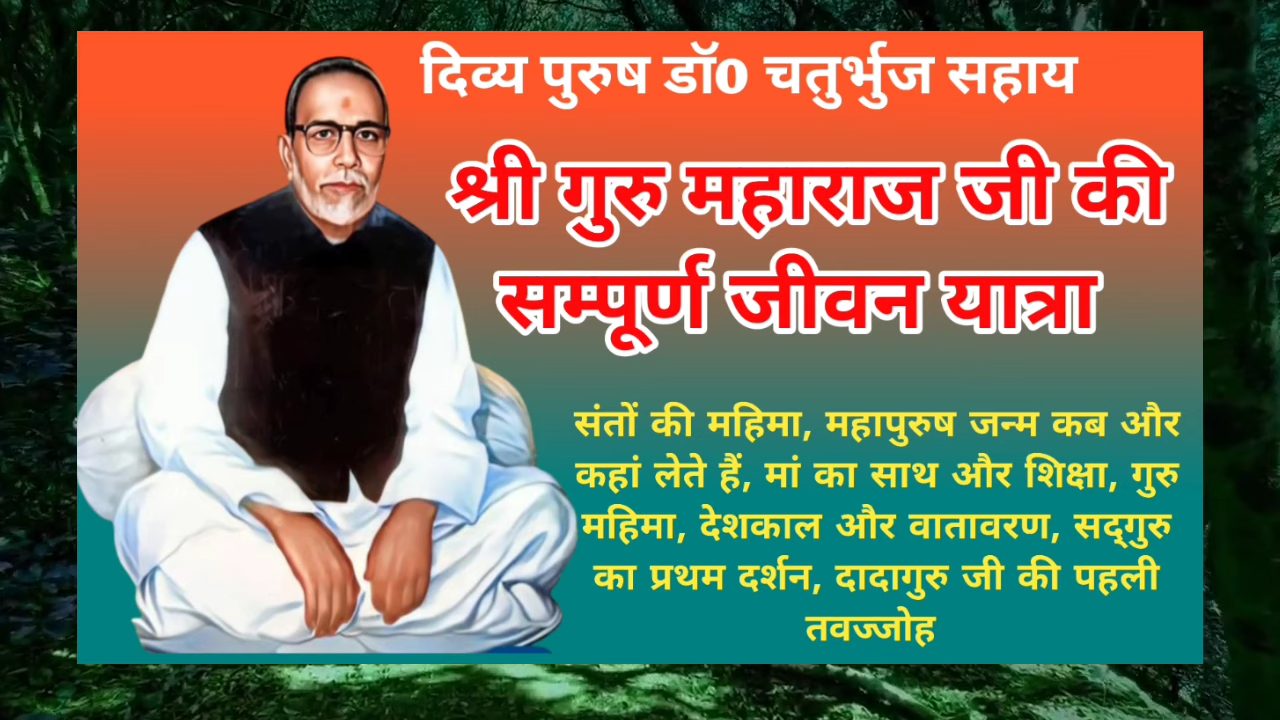 दिव्य पुरुष डॉ0 चतुर्भुज सहाय
श्री गुरु महाराज जी की
सम्पूर्ण जीवन यात्रा
संतों की महिमा, महापुरुष जन्म कब और
कहां लेते हैं, मां का साथ और शिक्षा, गुरु
महिमा, देशकाल और वातावरण, सद्गुरु
का प्रथम दर्शन, दादागुरु जी की पहली
तवज्जोह